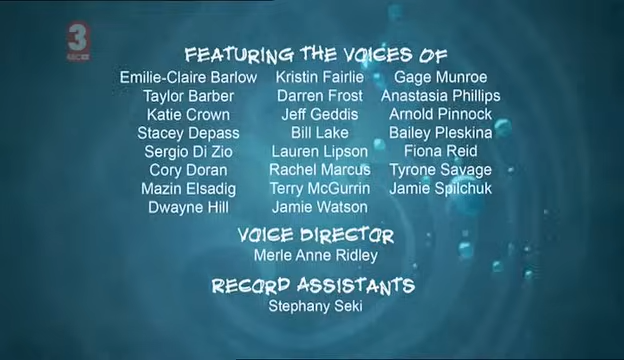 3
FEATURING THE VOICES OF
Emilie-Claire Barlow Kristin Fairlie Gage Munroe
Taylor Barber Darren Frost Anastasia Phillips
Katie Crown Jeff Geddis Arnold Pinnock
Stacey Depass Bill Lake Bailey Pleskina
Sergio Di Zio Lauren Lipson Fiona Reid
Cory Doran Rachel Marcus Tyrone Savage
Mazin Elsadig Terry McGurrin Jamie Spilchuk
Dwayne Hill Jamie Watson
VOICE DIRECTOR
Merle Anne Ridley
RECORD ASSISTANTS
Stephany Seki